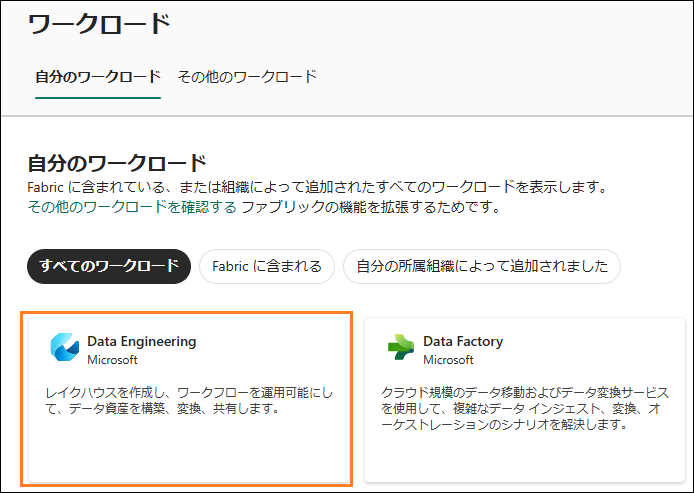 ワークロード
自分のワークロード その他のワークロード
自分のワークロード
Fabric に含まれている、または組織によって追加されたすべてのワークロードを表示します。
その他のワークロードを確認する ファブリックの機能を拡張するためです。
すべてのワークロード Fabric に含まれる 自分の所属組織によって追加されました
Data Engineering
Microsoft
レイクハウスを作成し、ワークフローを運用可能にし
て、データ資産を構築、変換、共有します。
Data Factory
Microsoft
クラウド規模のデータ移動およびデータ変換サービス
を使用して、複雑なデータ インジェスト、変換、オ
ーケストレーションのシナリオを解決します。